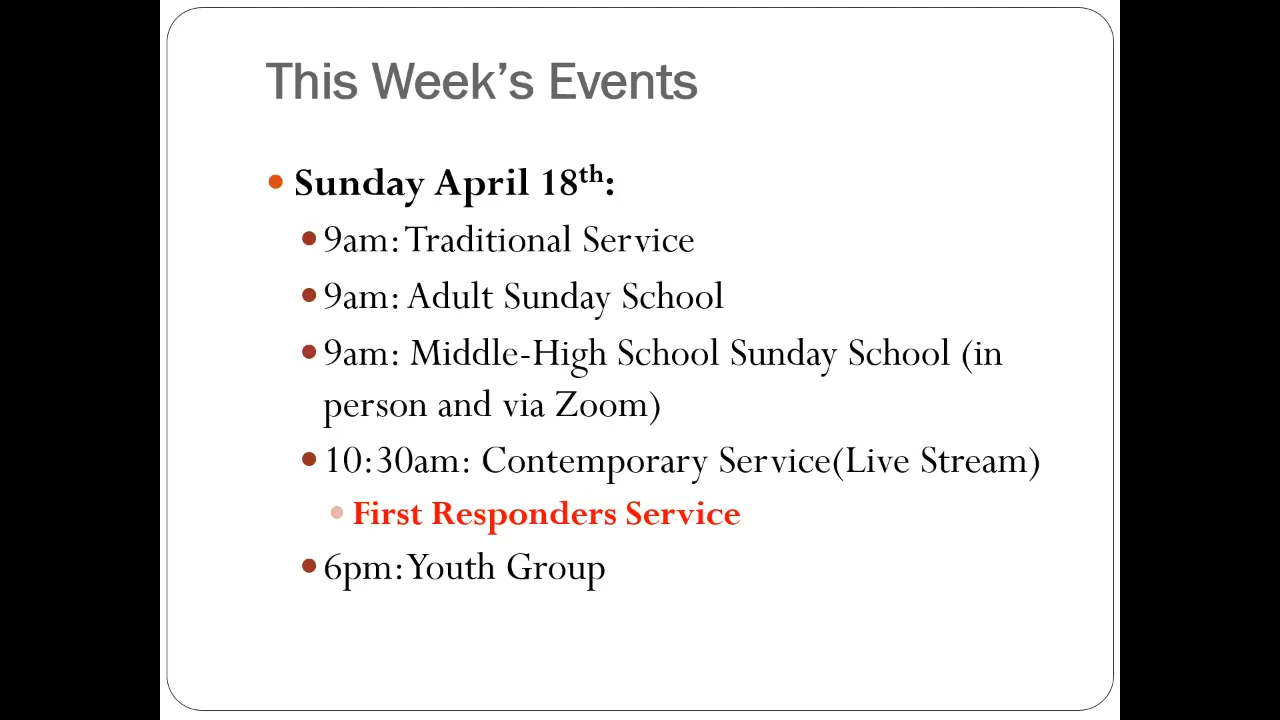 This Week’s Events
• Sunday April 18th:
• 9am: Traditional Service
• 9am: Adult Sunday School
• 9am: Middle-High School Sunday School (in
person and via Zoom)
• 10:30am: Contemporary Service(Live Stream)
• First Responders Service
• 6pm: Youth Group